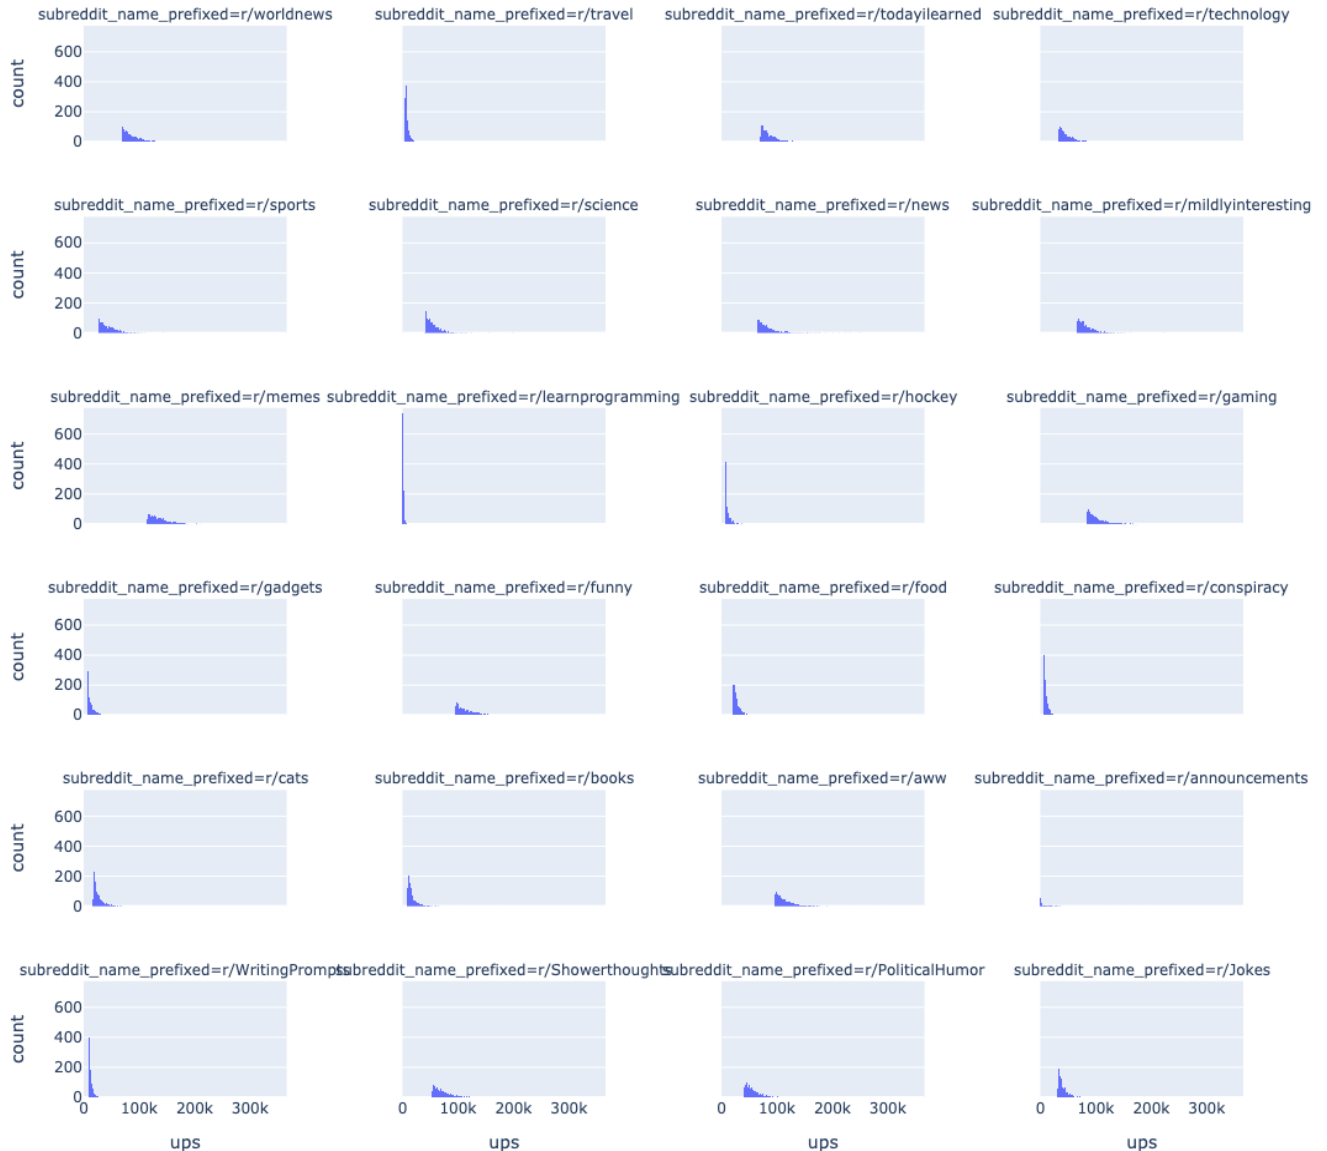 subreddit_name_prefixed=r/worldnews subreddit_name_prefixed=r/travel subreddit_name_prefixed=r/todayilearned subreddit_name_prefixed=r/technology
600
400
200
0
count
subreddit_name_prefixed=r/sports subreddit_name_prefixed=r/science subreddit_name_prefixed=r/news subreddit_name_prefixed=r/mildlyinteresting
600
400
200
0
count
subreddit_name_prefixed=r/memes subreddit_name_prefixed=r/learnprogramming subreddit_name_prefixed=r/hockey subreddit_name_prefixed=r/gaming
600
400
200
0
count
subreddit_name_prefixed=r/gadgets subreddit_name_prefixed=r/funny subreddit_name_prefixed=r/food subreddit_name_prefixed=r/conspiracy
600
400
200
0
count
subreddit_name_prefixed=r/cats subreddit_name_prefixed=r/books subreddit_name_prefixed=r/aww subreddit_name_prefixed=r/announcements
600
400
200
0
count
subreddit_name_prefixed=r/WritingPrompts subreddit_name_prefixed=r/Showerthoughts subreddit_name_prefixed=r/PoliticalHumor subreddit_name_prefixed=r/Jokes
600
400
200
0
count
0 100k 200k 300k 0 100k 200k 300k 0 100k 200k 300k 0 100k 200k 300k
ups ups ups ups